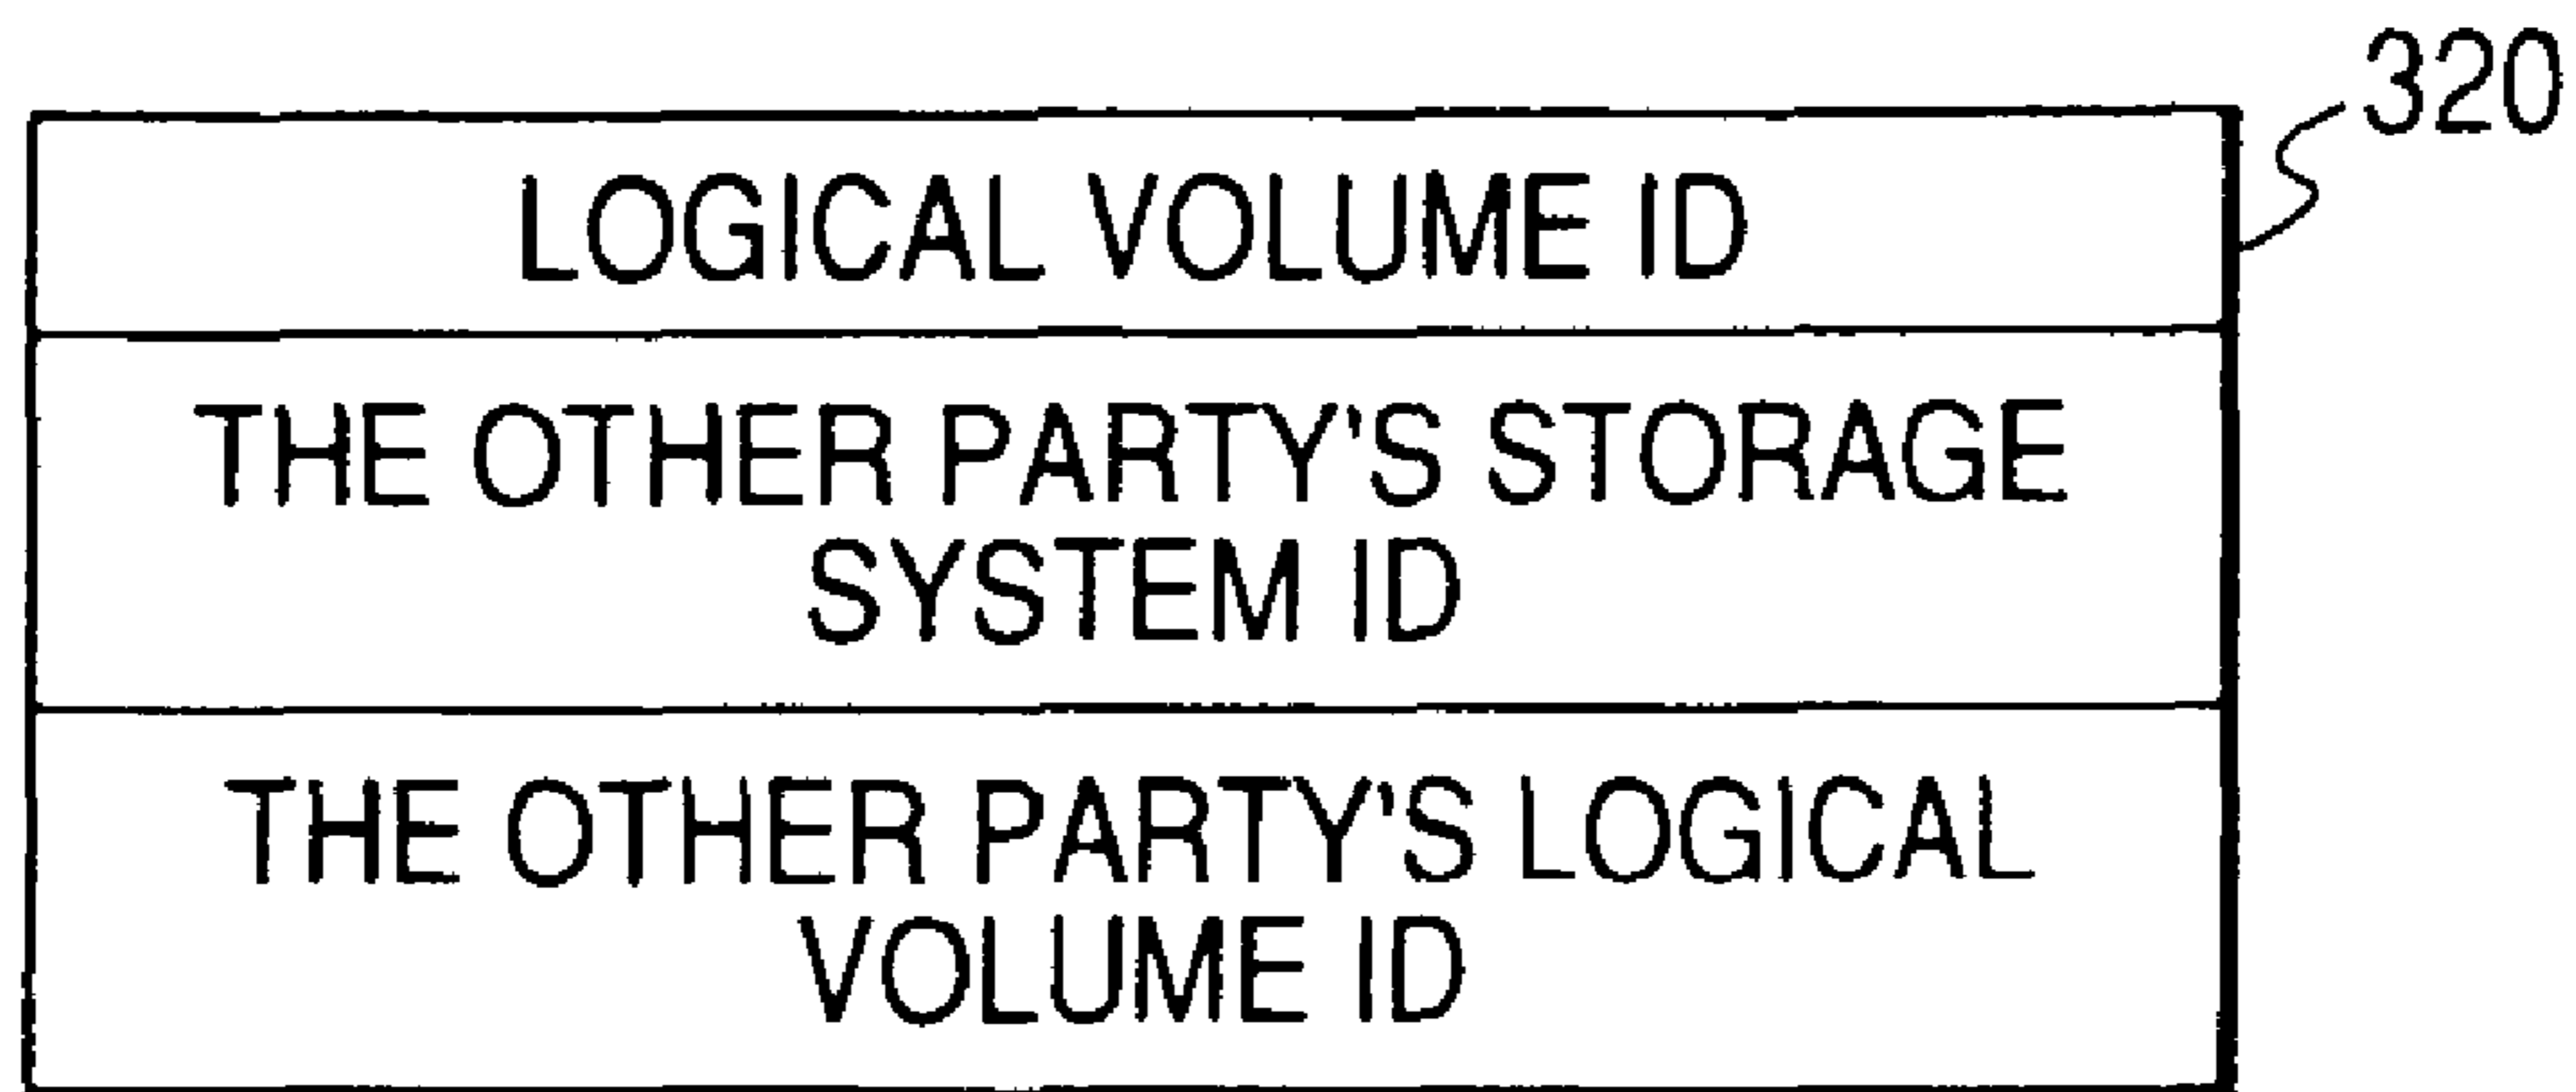 320
LOGICAL VOLUME ID
THE OTHER PARTY'S STORAGE
SYSTEM ID
THE OTHER PARTY'S LOGICAL
VOLUME ID